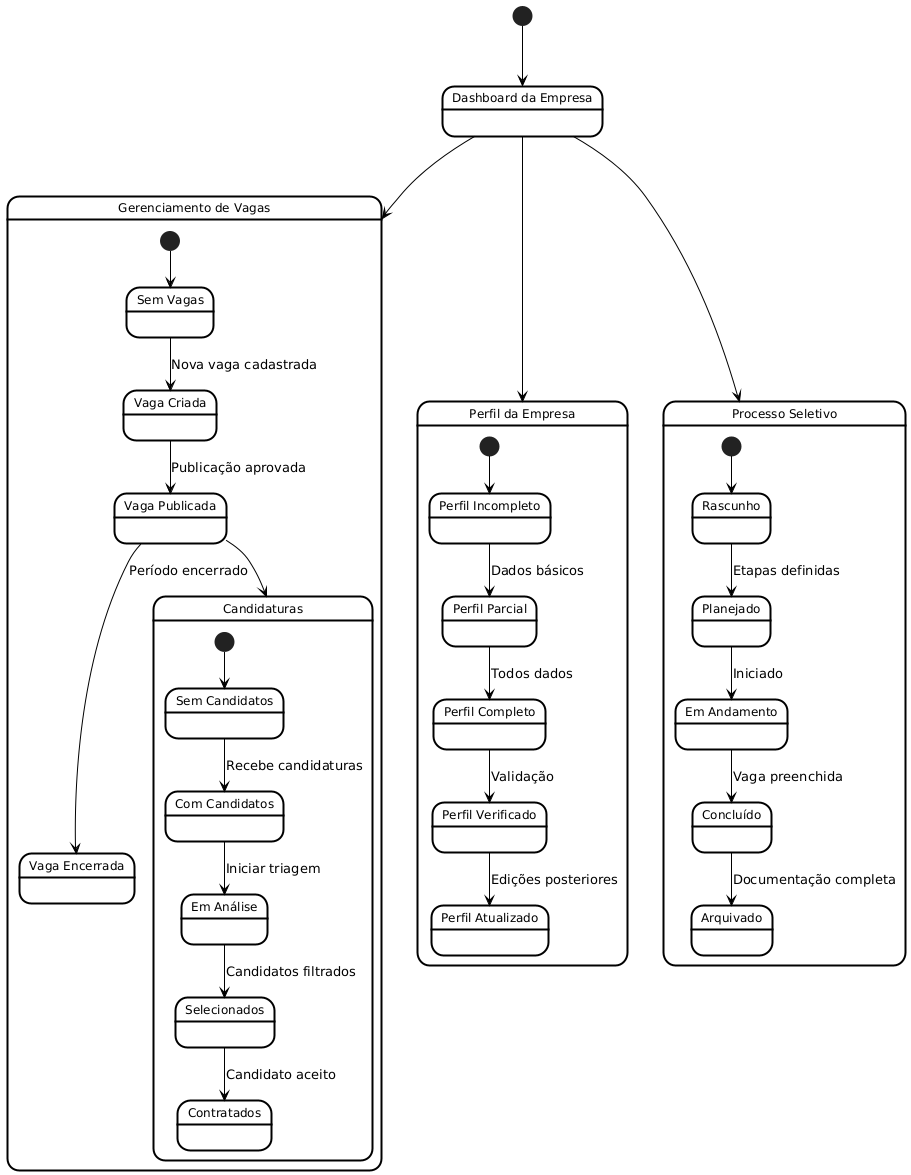 Dashboard da Empresa
Gerenciamento de Vagas
Sem Vagas
Nova vaga cadastrada
Vaga Criada
Publicação aprovada
Vaga Publicada
Período encerrado
Vaga Encerrada
Candidaturas
Sem Candidatos
Recebe candidaturas
Com Candidatos
Iniciar triagem
Em Análise
Candidatos filtrados
Selecionados
Candidato aceito
Contratados
Perfil da Empresa
Perfil Incompleto
Dados básicos
Perfil Parcial
Todos dados
Perfil Completo
Validação
Perfil Verificado
Edições posteriores
Perfil Atualizado
Processo Seletivo
Rascunho
Etapas definidas
Planejado
Iniciado
Em Andamento
Vaga preenchida
Concluído
Documentação completa
Arquivado